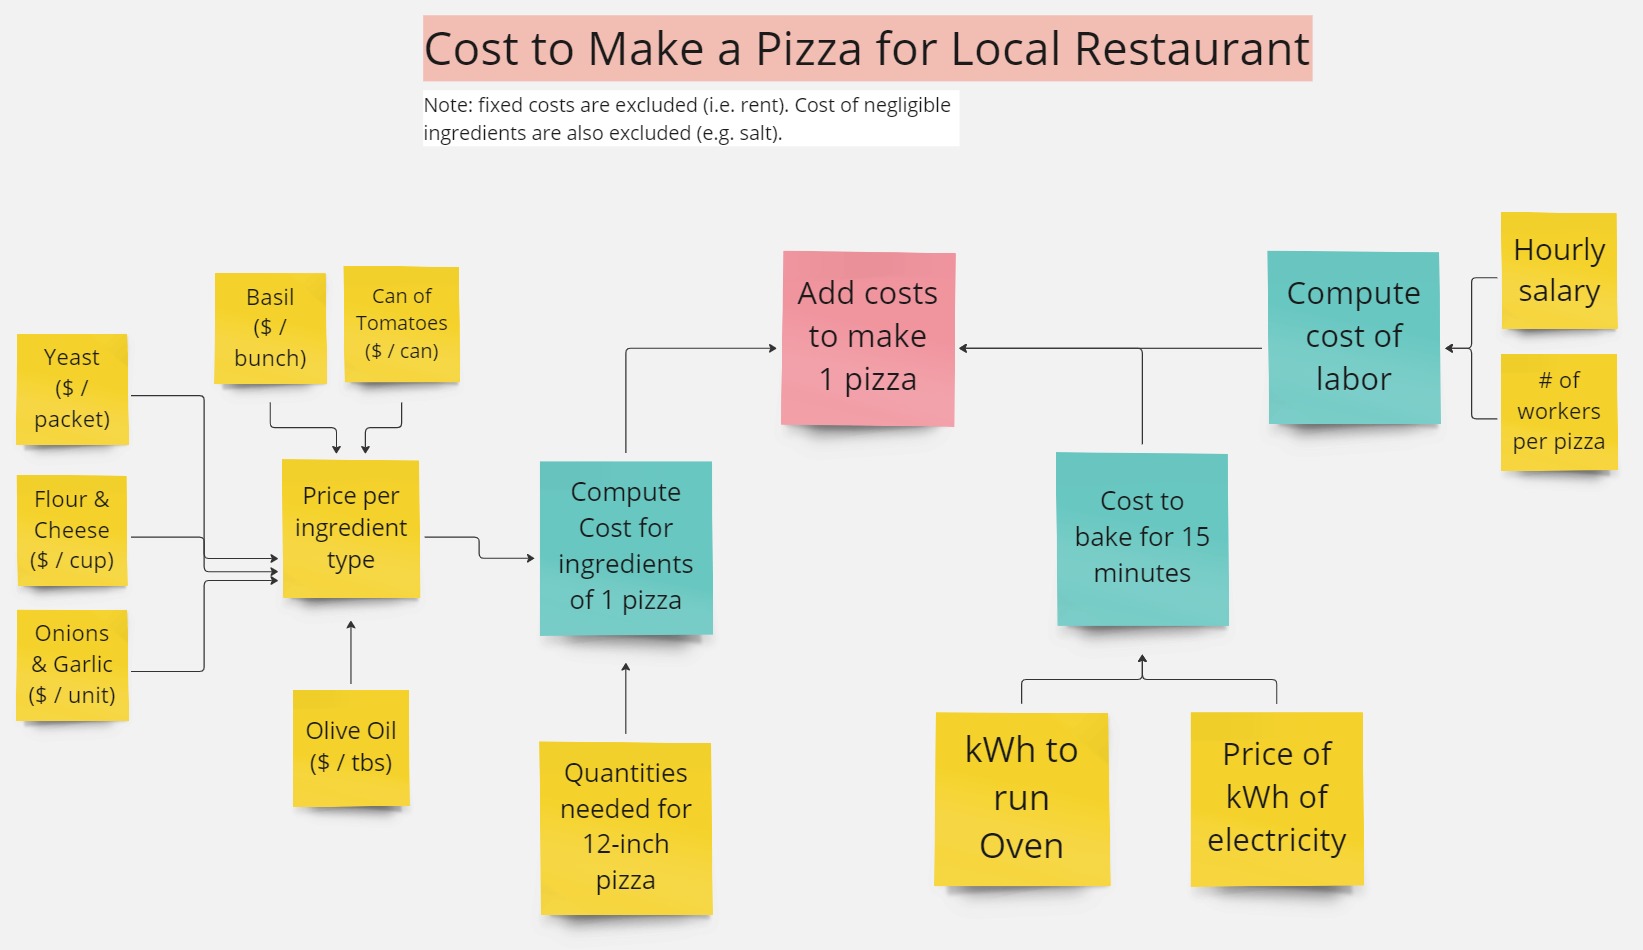 Cost to Make a Pizza for Local Restaurant
Note: fixed costs are excluded (i.e. rent). Cost of negligible
ingredients are also excluded (e.g. salt).
Yeast
($ /
packet)
Flour &
Cheese
($ / cup)
Onions
& Garlic
($ / unit)
Basil
($ /
bunch)
Can of
Tomatoes
($ / can)
Price per
ingredient
type
Olive Oil
($ / tbs)
Compute
Cost for
ingredients
of 1 pizza
Quantities
needed for
12-inch
pizza
Add costs
to make
1 pizza
Cost to
bake for 15
minutes
kWh to
run
Oven
Price of
kWh of
electricity
Compute
cost of
labor
Hourly
salary
# of
workers
per pizza